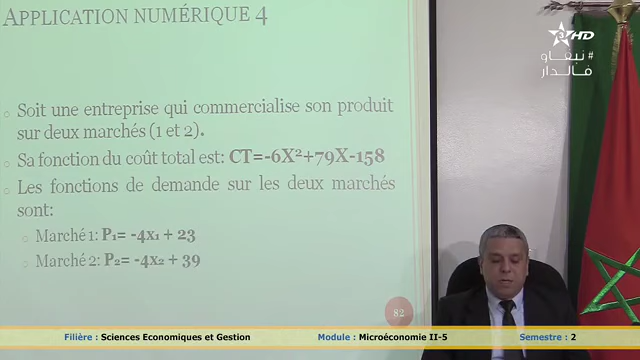 APPLICATION NUMÉRIQUE 4
HD
# نبقاو
فالدار
Soit une entreprise qui commercialise son produit
sur deux marchés (1 et 2).
Sa fonction du coût total est: CT=-6X²+79X-158
Les fonctions de demande sur les deux marchés
sont:
Marché 1: P₁= -4x₁ + 23
Marché 2: P₂= -4x₂ + 39
82
Filière : Sciences Economiques et Gestion Module : Microéconomie II-5 Semestre : 2